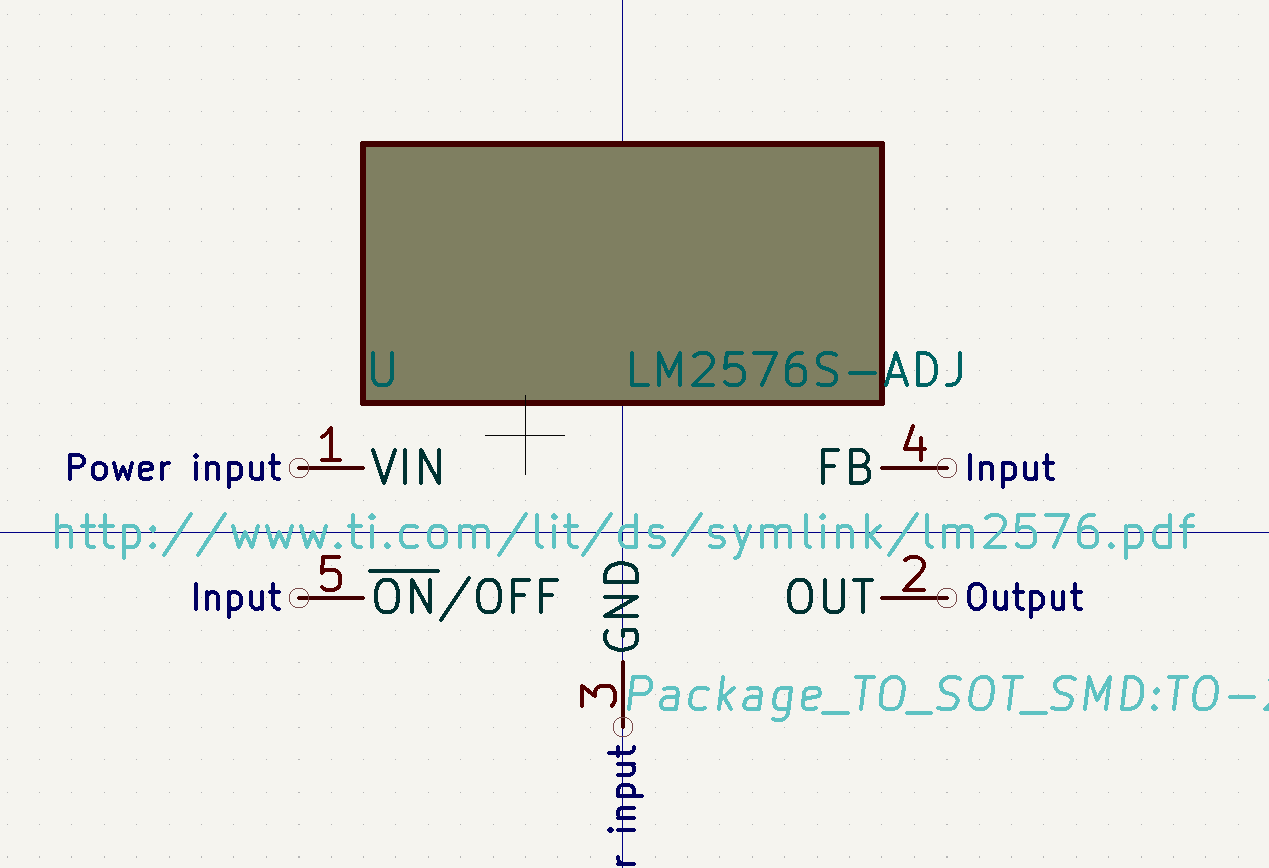 U LM2576S-ADJ
Power input 1 VIN FB 4 Input
http://www.ti.com/lit/ds/symlink/lm2576.pdf
Input 5 ON/OFF OUT 2 Output
GND
3
Package_TO_SOT_SMD:TO-
input